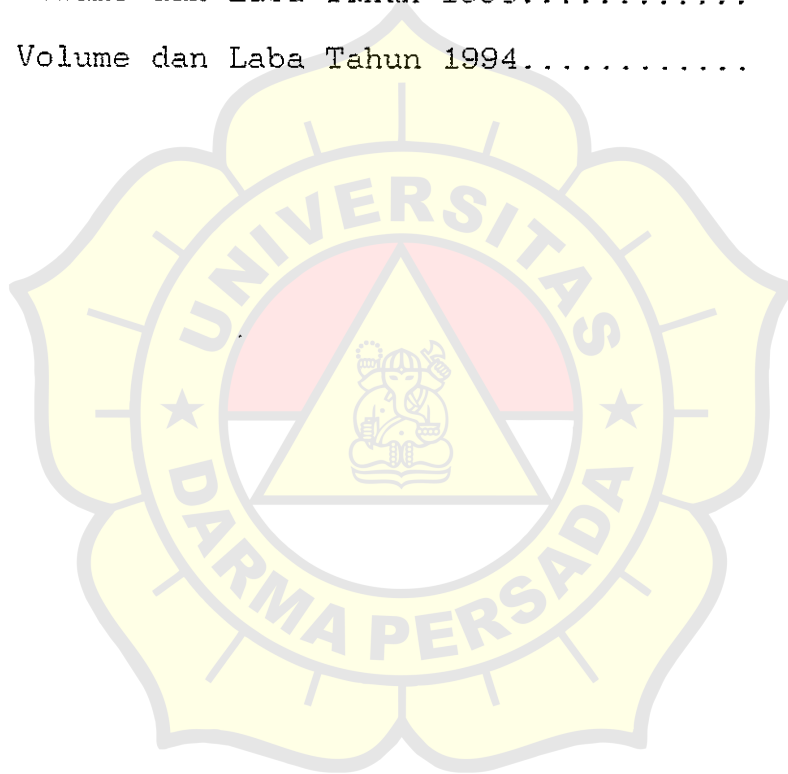 Volume dan Laba Tahun 1994............
UNIVERSITAS
DARMA PERSADA